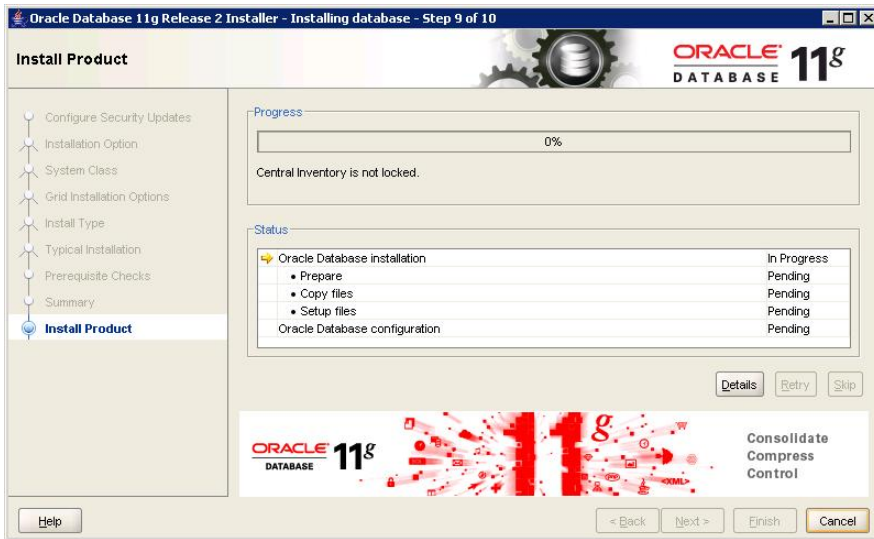 Oracle Database 11g Release 2 Installer - Installing database - Step 9 of 10
Install Product
ORACLE
DATABASE
11g
Configure Security Updates
Installation Option
System Class
Grid Installation Options
Install Type
Typical Installation
Prerequisite Checks
Summary
Install Product
Progress
0%
Central Inventory is not locked.
Status
Oracle Database installation In Progress
• Prepare Pending
• Copy files Pending
• Setup files Pending
Oracle Database configuration Pending
Details Retry Skip
ORACLE
DATABASE
11g
11g
<XML>
Consolidate
Compress
Control
Help
< Back Next > Finish Cancel